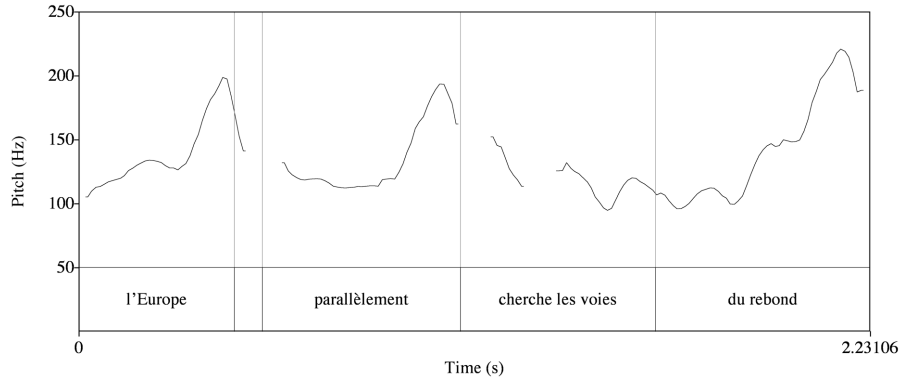 250
200
150
100
50
Pitch (Hz)
l'Europe parallèlement cherche les voies du rebond
0 2.23106
Time (s)